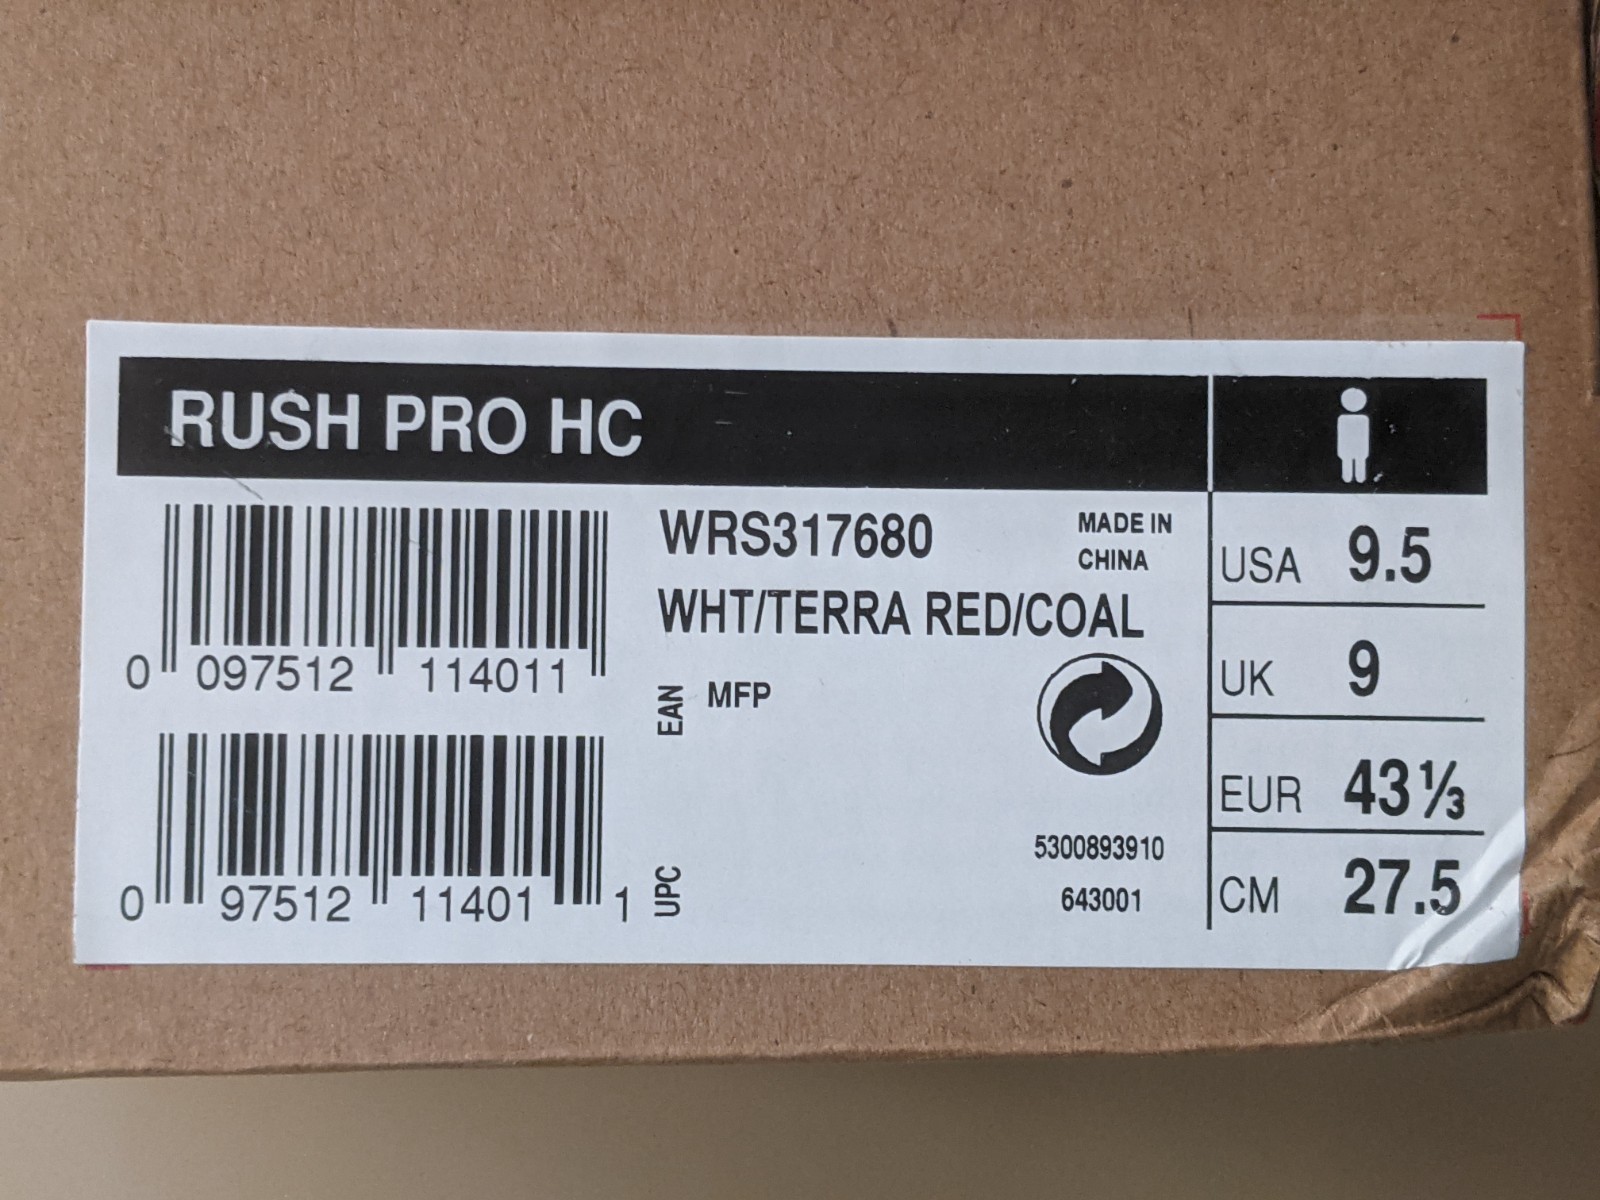 RUSH PRO HC
WRS317680
MADE IN
CHINA
WHT/TERRA RED/COAL
0 097512 114011
EAN
MFP
0 97512 11401 1
UPC
5300893910
643001
USA 9.5
UK 9
EUR 43⅓
CM 27.5